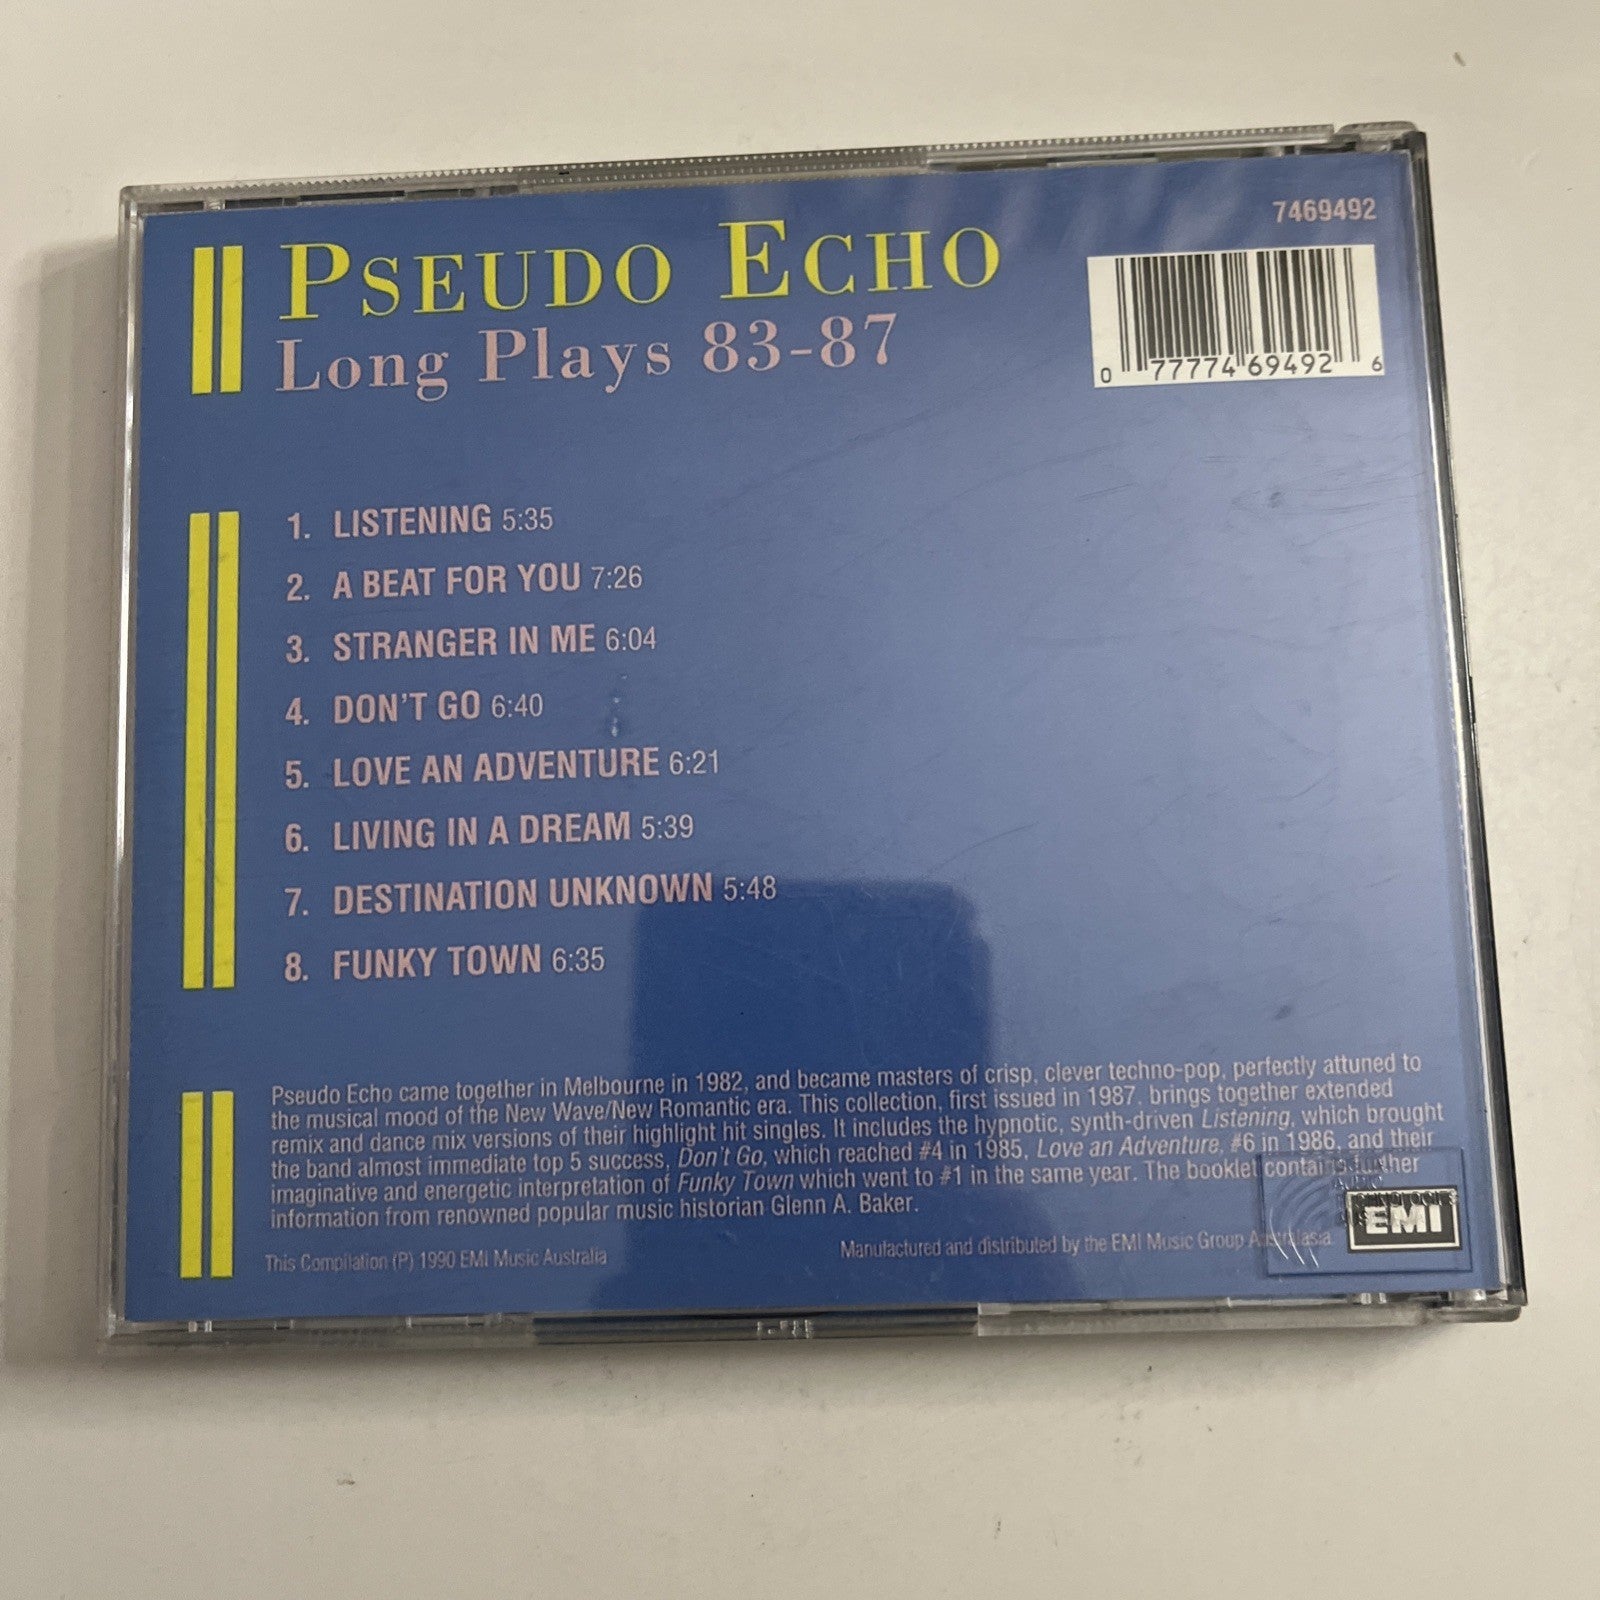 7469492
PSEUDO ECHO
Long Plays 83-87
0 77774 69492 6
1. LISTENING 5:35
2. A BEAT FOR YOU 7:26
3. STRANGER IN ME 6:04
4. DON'T GO 6:40
5. LOVE AN ADVENTURE 6:21
6. LIVING IN A DREAM 5:39
7. DESTINATION UNKNOWN 5:48
8. FUNKY TOWN 6:35
Pseudo Echo came together in Melbourne in 1982, and became masters of crisp, clever techno-pop, perfectly attuned to
the musical mood of the New Wave/New Romantic era. This collection, first issued in 1987, brings together extended
remix and dance mix versions of their highlight hit singles. It includes the hypnotic, synth-driven Listening, which brought
the band almost immediate top 5 success, Don't Go, which reached #4 in 1985, Love an Adventure, #6 in 1986, and their
imaginative and energetic interpretation of Funky Town which went to #1 in the same year. The booklet contains further
information from renowned popular music historian Glenn A. Baker.
This Compilation (P) 1990 EMI Music Australia
Manufactured and distributed by the EMI Music Group Australasia.
EMI